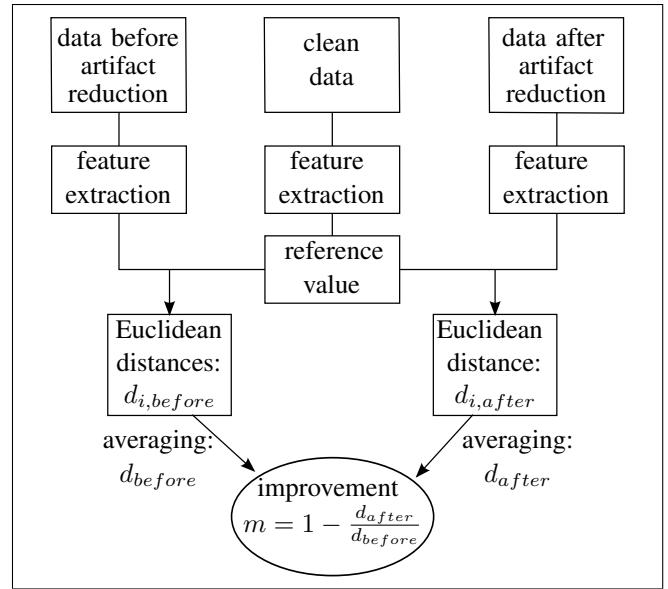 data before
artifact
reduction
clean
data
data after
artifact
reduction
feature
extraction
feature
extraction
feature
extraction
reference
value
Euclidean
distances:
d_{i,before}
Euclidean
distance:
d_{i,after}
averaging:
d_{before}
averaging:
d_{after}
improvement
m = 1 - \frac{d_{after}}{d_{before}}